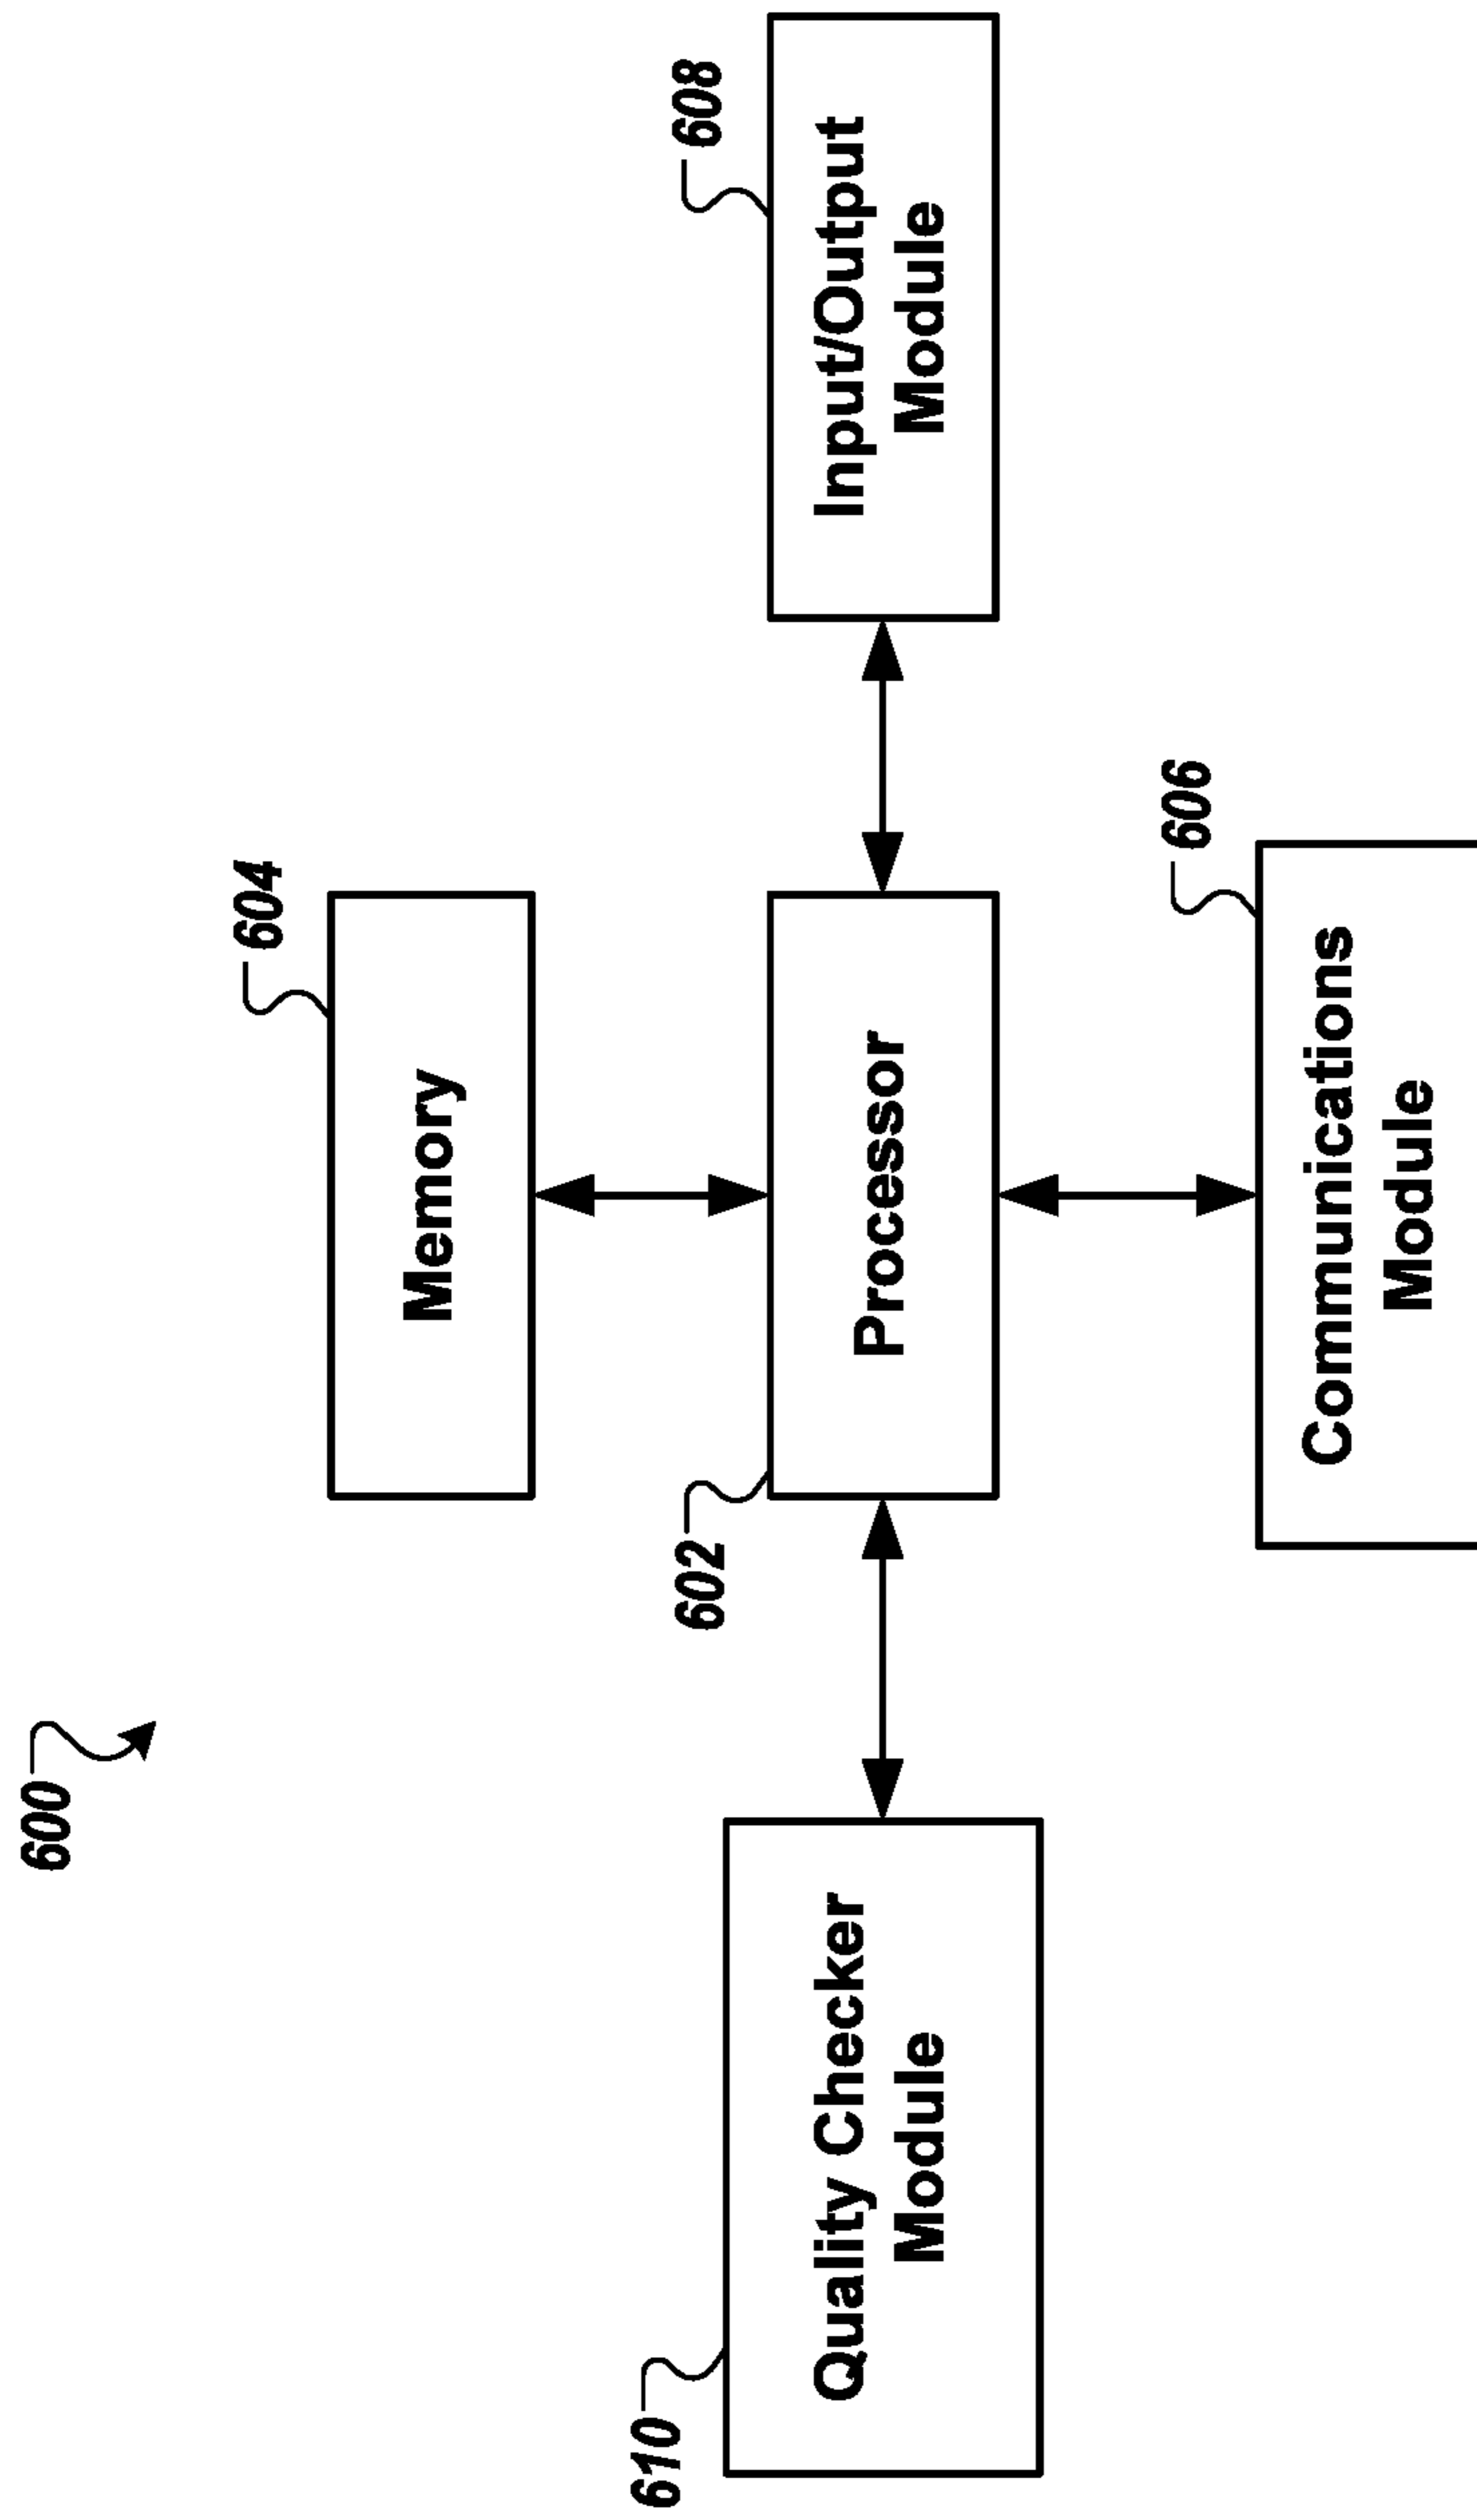 600
604
Memory
610
Quality Checker
Module
602
Processor
608
Input/Output
Module
606
Communications
Module